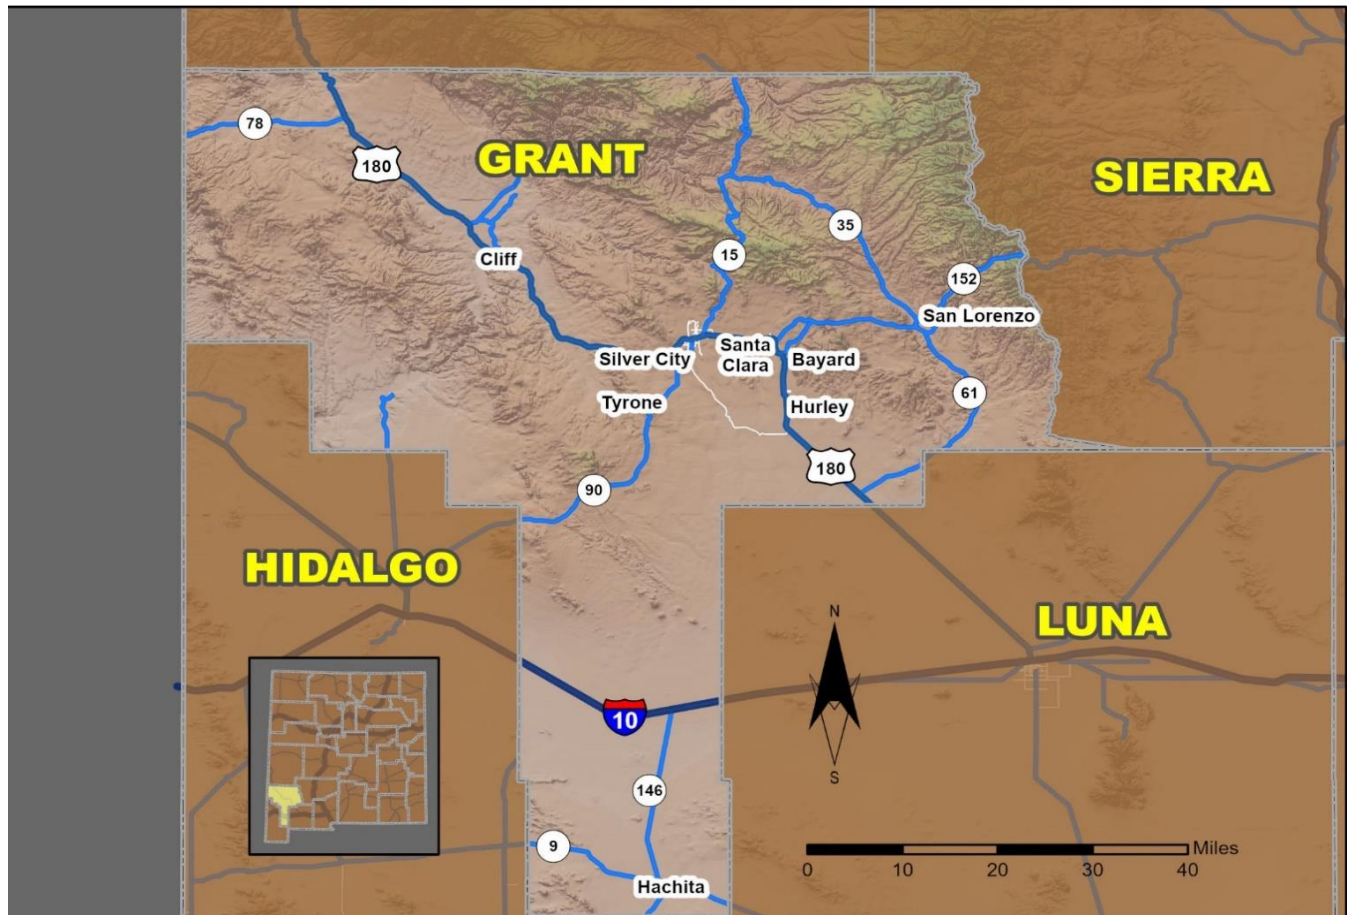 78
180
GRANT
SIERRA
35
15
152
Cliff
San Lorenzo
Silver City
Santa
Clara
Bayard
61
Tyrone
Hurley
180
90
HIDALGO
N
LUNA
S
10
146
9
Hachita
Miles
0 10 20 30 40